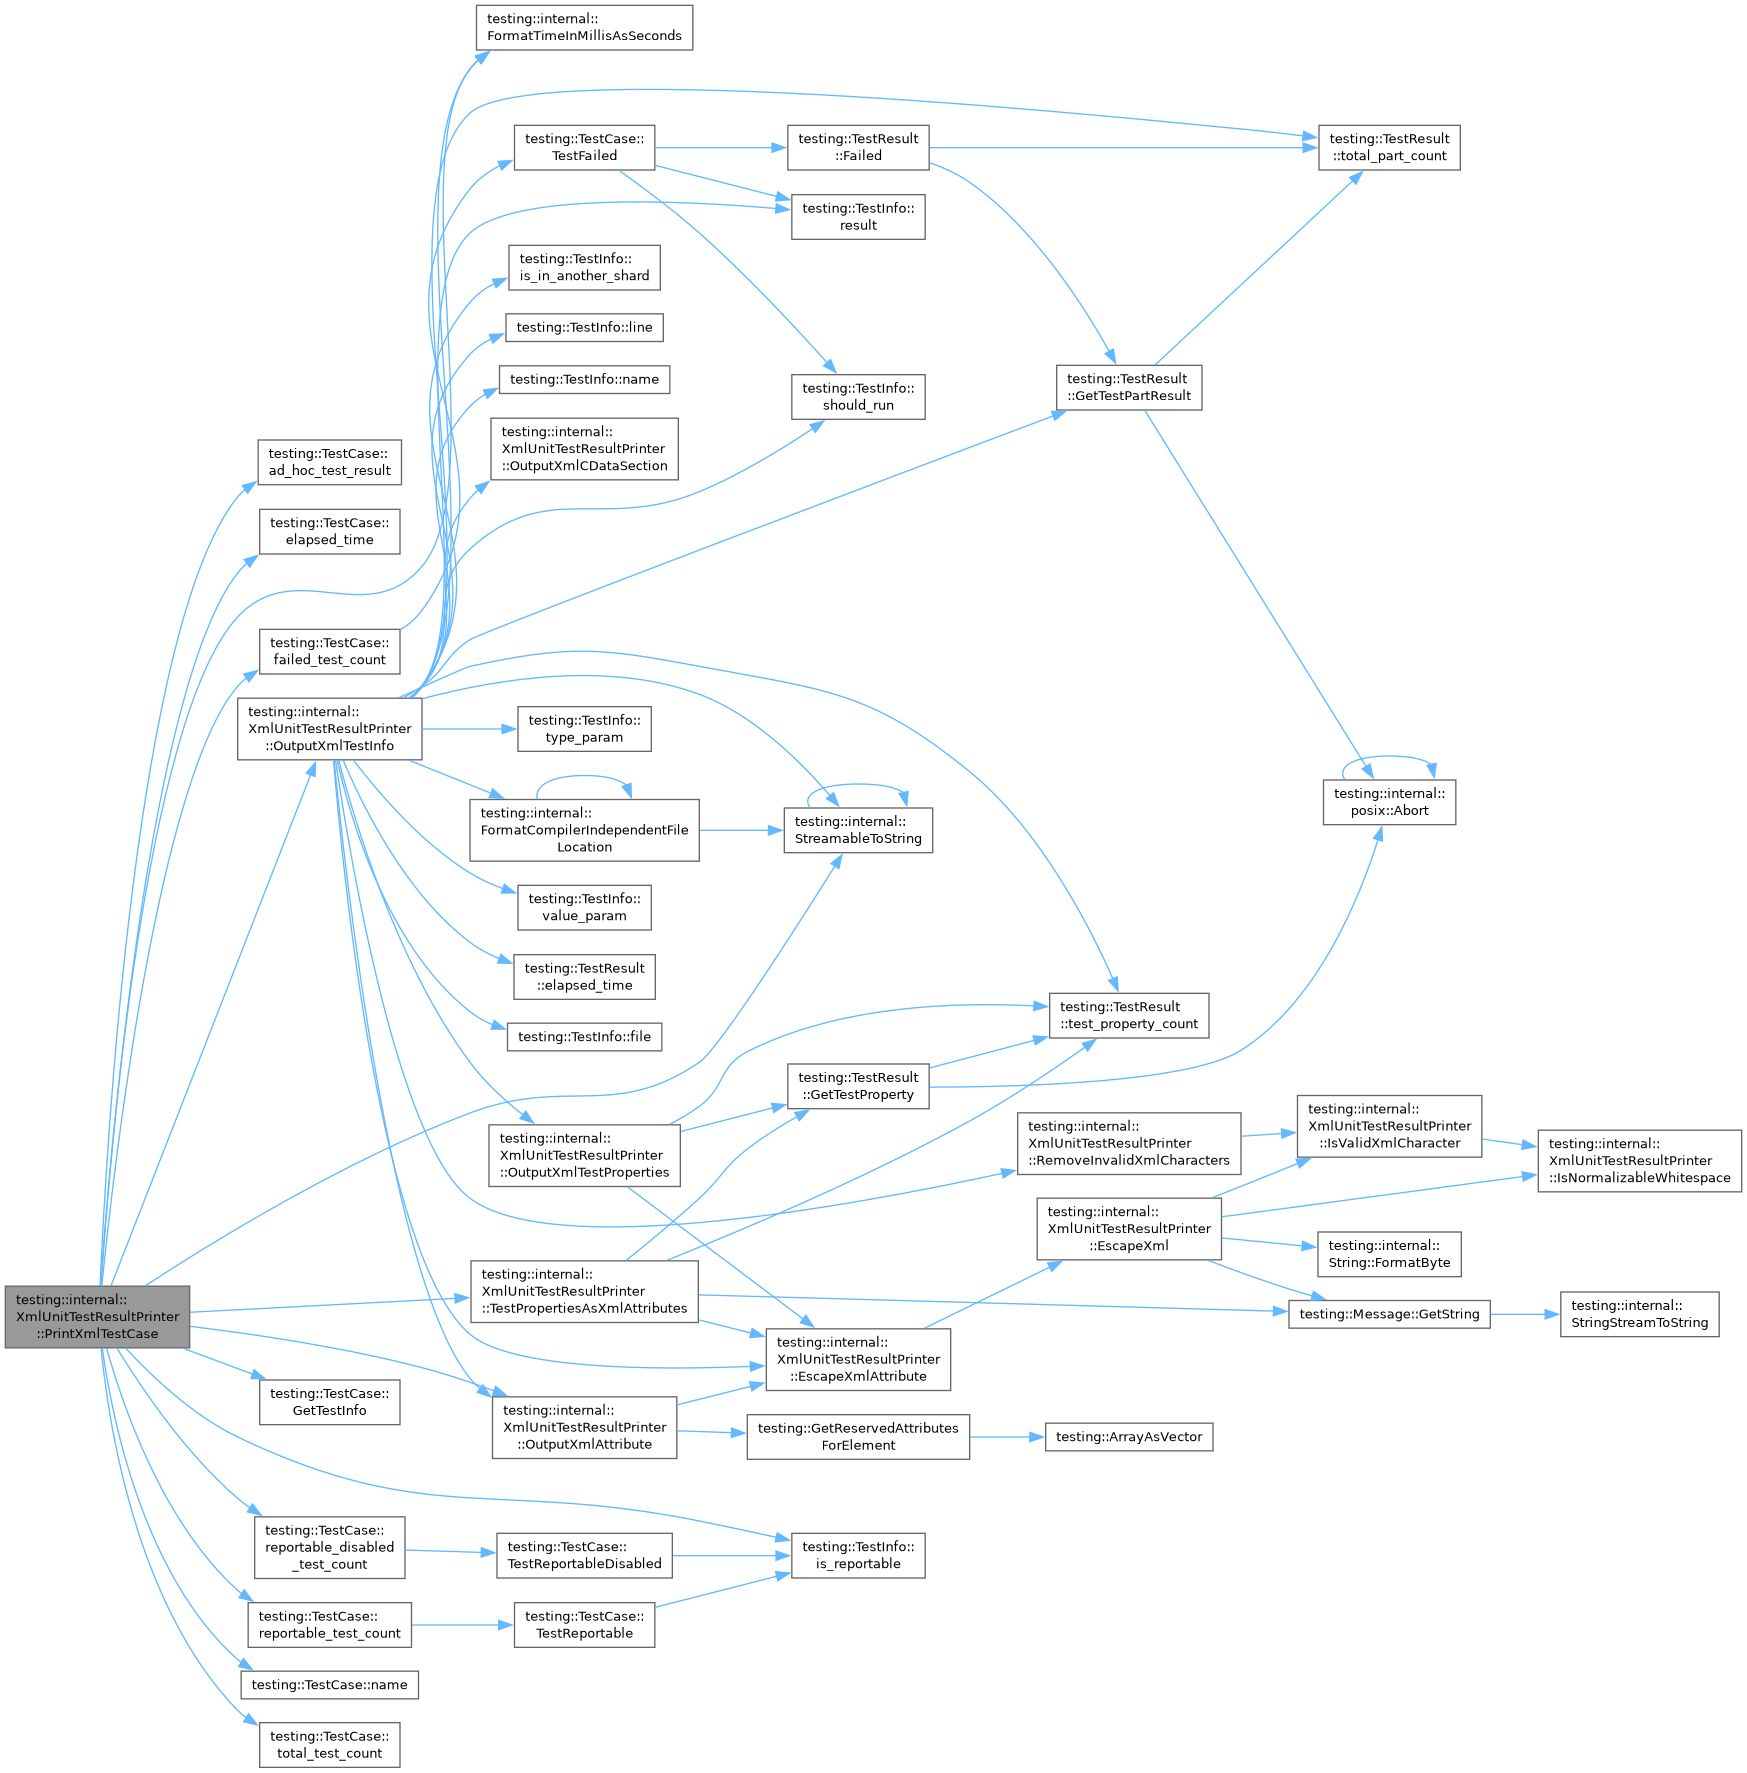 testing::internal::
FormatTimeInMillisAsSeconds
testing::TestCase::
TestFailed
testing::TestResult
::Failed
testing::TestResult
::total_part_count
testing::TestInfo::
result
testing::TestInfo::
is_in_another_shard
testing::TestInfo::line
testing::TestInfo::name
testing::TestInfo::
should_run
testing::TestResult
::GetTestPartResult
testing::internal::
XmlUnitTestResultPrinter
::OutputXmlCDataSection
testing::TestCase::
ad_hoc_test_result
testing::TestCase::
elapsed_time
testing::TestCase::
failed_test_count
testing::internal::
XmlUnitTestResultPrinter
::OutputXmlTestInfo
testing::TestInfo::
type_param
testing::internal::
FormatCompilerIndependentFile
Location
testing::internal::
StreamableToString
testing::internal::
posix::Abort
testing::TestInfo::
value_param
testing::TestResult
::elapsed_time
testing::TestInfo::file
testing::TestResult
::test_property_count
testing::TestResult
::GetTestProperty
testing::internal::
XmlUnitTestResultPrinter
::OutputXmlTestProperties
testing::internal::
XmlUnitTestResultPrinter
::RemoveInvalidXmlCharacters
testing::internal::
XmlUnitTestResultPrinter
::IsValidXmlCharacter
testing::internal::
XmlUnitTestResultPrinter
::IsNormalizableWhitespace
testing::internal::
XmlUnitTestResultPrinter
::EscapeXml
testing::internal::
String::FormatByte
testing::internal::
XmlUnitTestResultPrinter
::PrintXmlTestCase
testing::internal::
XmlUnitTestResultPrinter
::TestPropertiesAsXmlAttributes
testing::Message::GetString
testing::internal::
StringStreamToString
testing::internal::
XmlUnitTestResultPrinter
::EscapeXmlAttribute
testing::TestCase::
GetTestInfo
testing::internal::
XmlUnitTestResultPrinter
::OutputXmlAttribute
testing::GetReservedAttributes
ForElement
testing::ArrayAsVector
testing::TestCase::
reportable_disabled
_test_count
testing::TestCase::
TestReportableDisabled
testing::TestInfo::
is_reportable
testing::TestCase::
reportable_test_count
testing::TestCase::
TestReportable
testing::TestCase::name
testing::TestCase::
total_test_count